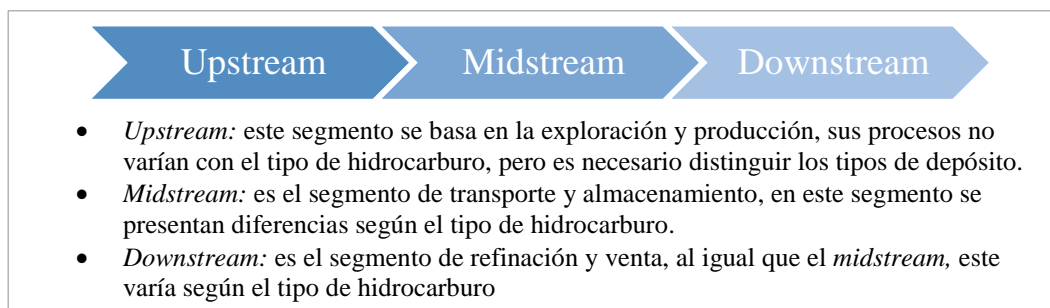 Upstream Midstream Downstream
• Upstream: este segmento se basa en la exploración y producción, sus procesos no
varían con el tipo de hidrocarburo, pero es necesario distinguir los tipos de depósito.
• Midstream: es el segmento de transporte y almacenamiento, en este segmento se
presentan diferencias según el tipo de hidrocarburo.
• Downstream: es el segmento de refinación y venta, al igual que el midstream, este
varía según el tipo de hidrocarburo